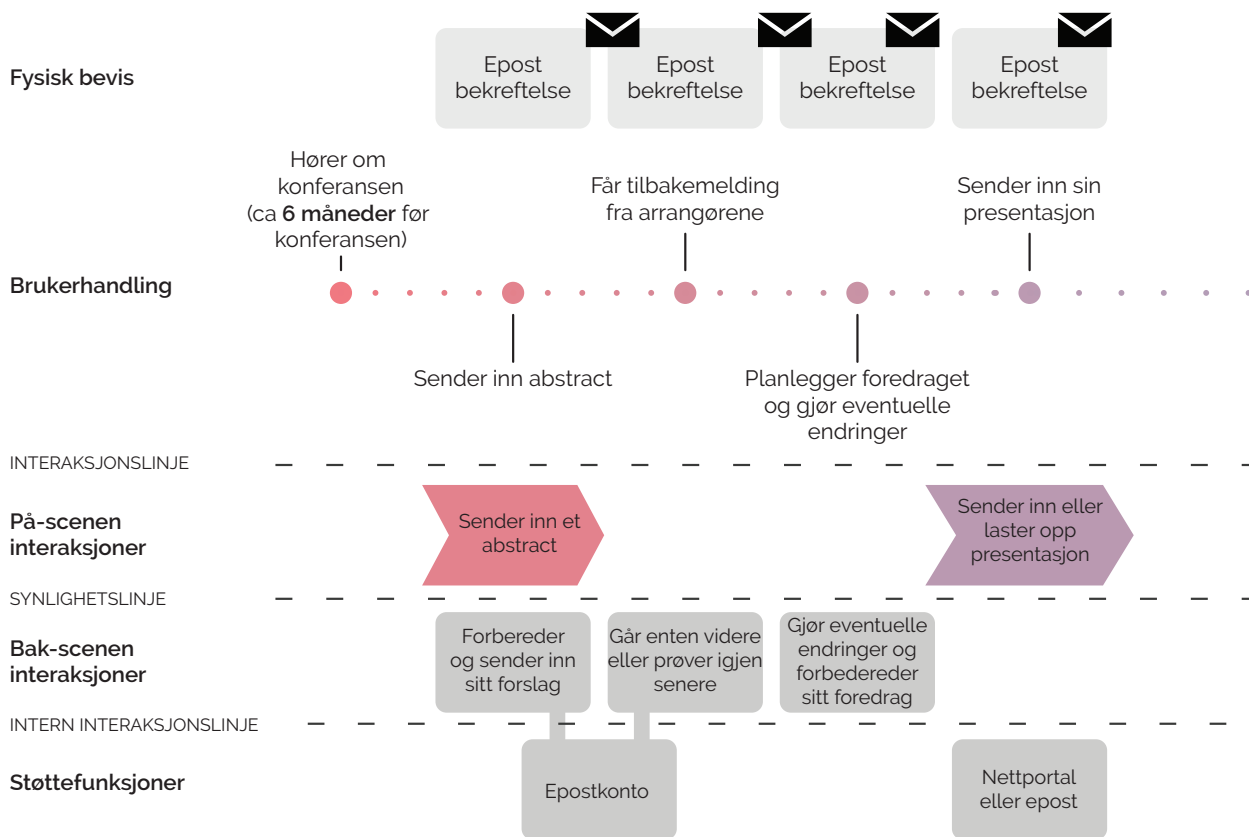 Fysisk bevis
Epost
bekreftelse
Epost
bekreftelse
Epost
bekreftelse
Epost
bekreftelse
Hører om
konferansen
(ca 6 måneder før
konferansen)
Får tilbakemelding
fra arrangørene
Sender inn sin
presentasjon
Brukerhandling
Sender inn abstract
Planlegger foredraget
og gjør eventuelle
endringer
INTERAKSJONSLINJE
På-scenen
interaksjoner
Sender inn et
abstract
Sender inn eller
laster opp
presentasjon
SYNLIGHETSLINJE
Bak-scenen
interaksjoner
Forbereder
og sender inn
sitt forslag
Går enten videre
eller prøver igjen
senere
Gjør eventuelle
endringer og
forbedereder
sitt foredrag
INTERN INTERAKSJONSLINJE
Støttefunksjoner
Epostkonto
Nettportal
eller epost